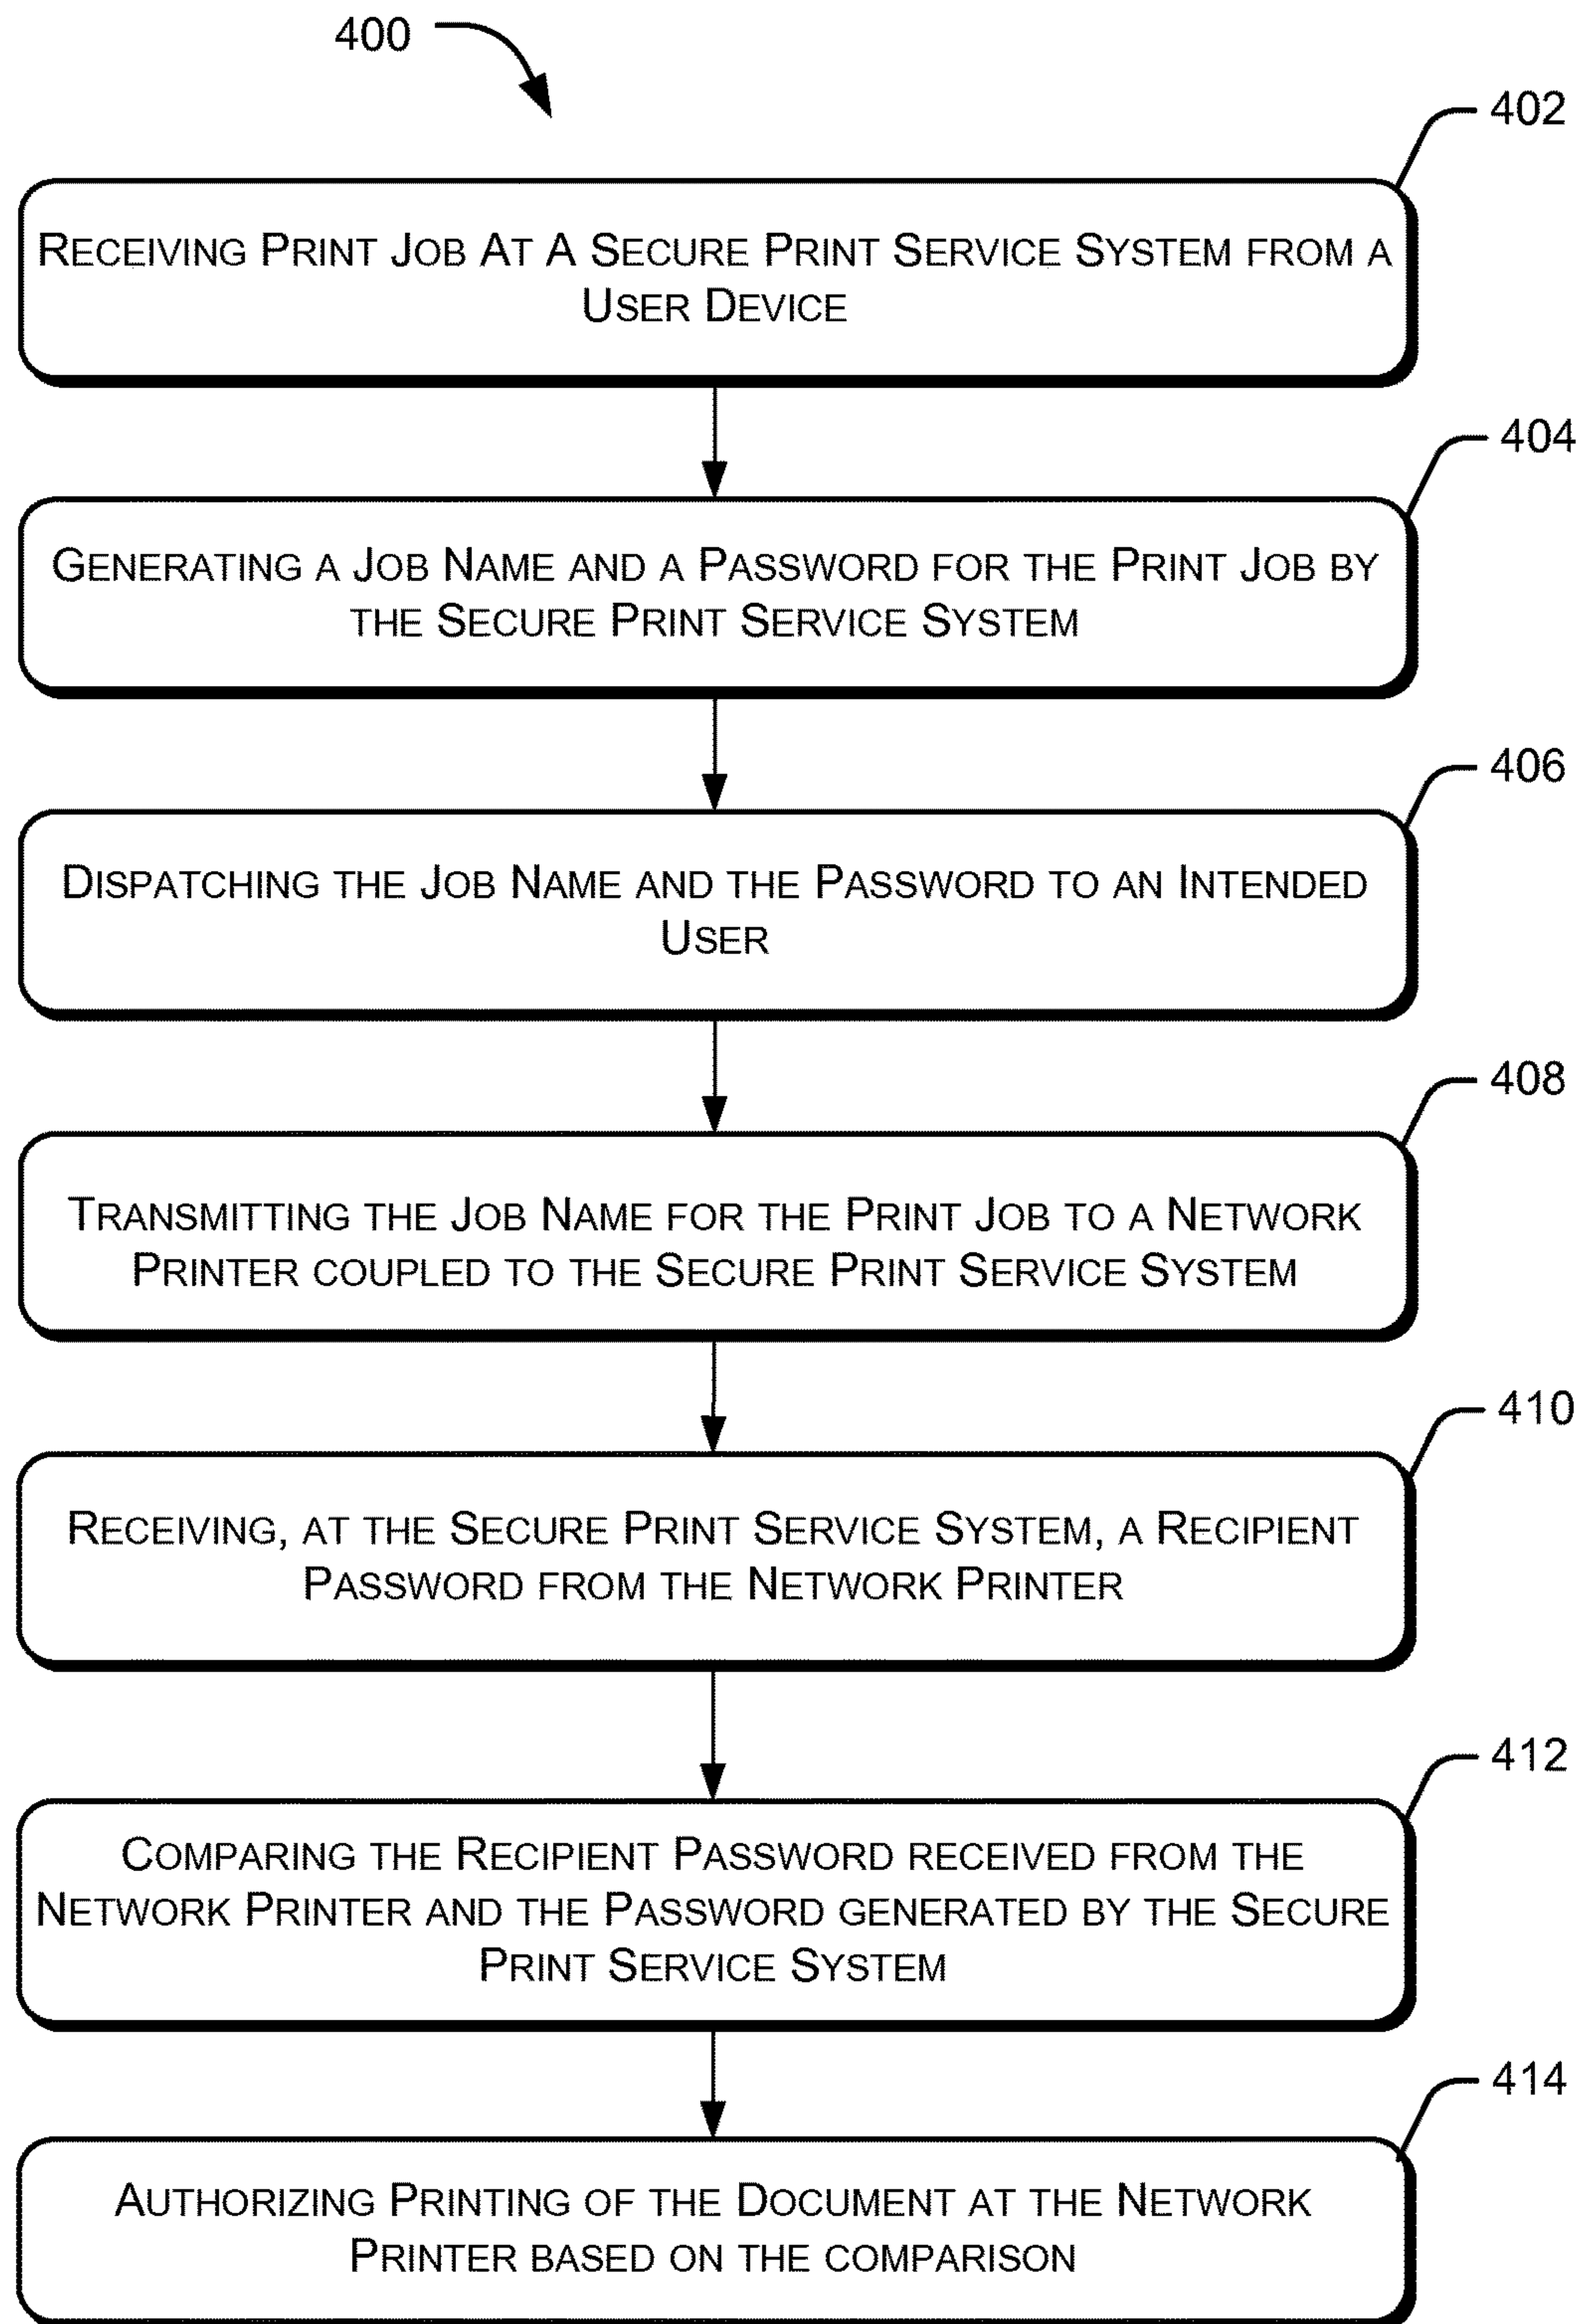 400
402
RECEIVING PRINT JOB AT A SECURE PRINT SERVICE SYSTEM FROM A
USER DEVICE
404
GENERATING A JOB NAME AND A PASSWORD FOR THE PRINT JOB BY
THE SECURE PRINT SERVICE SYSTEM
406
DISPATCHING THE JOB NAME AND THE PASSWORD TO AN INTENDED
USER
408
TRANSMITTING THE JOB NAME FOR THE PRINT JOB TO A NETWORK
PRINTER COUPLED TO THE SECURE PRINT SERVICE SYSTEM
410
RECEIVING, AT THE SECURE PRINT SERVICE SYSTEM, A RECIPIENT
PASSWORD FROM THE NETWORK PRINTER
412
COMPARING THE RECIPIENT PASSWORD RECEIVED FROM THE
NETWORK PRINTER AND THE PASSWORD GENERATED BY THE SECURE
PRINT SERVICE SYSTEM
414
AUTHORIZING PRINTING OF THE DOCUMENT AT THE NETWORK
PRINTER BASED ON THE COMPARISON